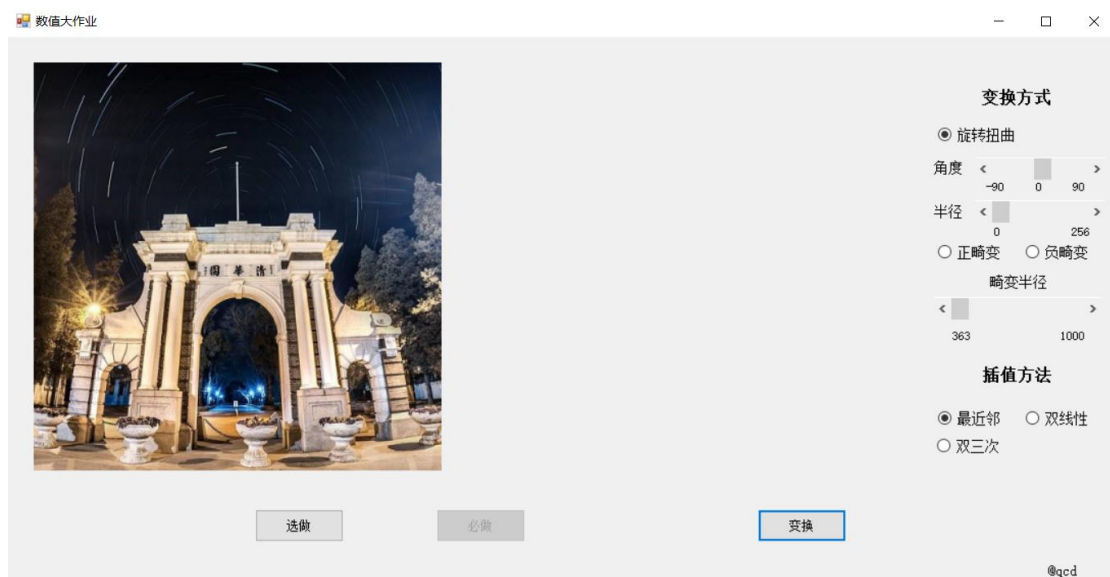 数值大作业
清華園
变换方式
旋转扭曲
角度
-90 0 90
半径
0 256
正畸变 负畸变
畸变半径
363 1000
插值方法
最近邻 双线性
双三次
选做 必做 变换
@qcd